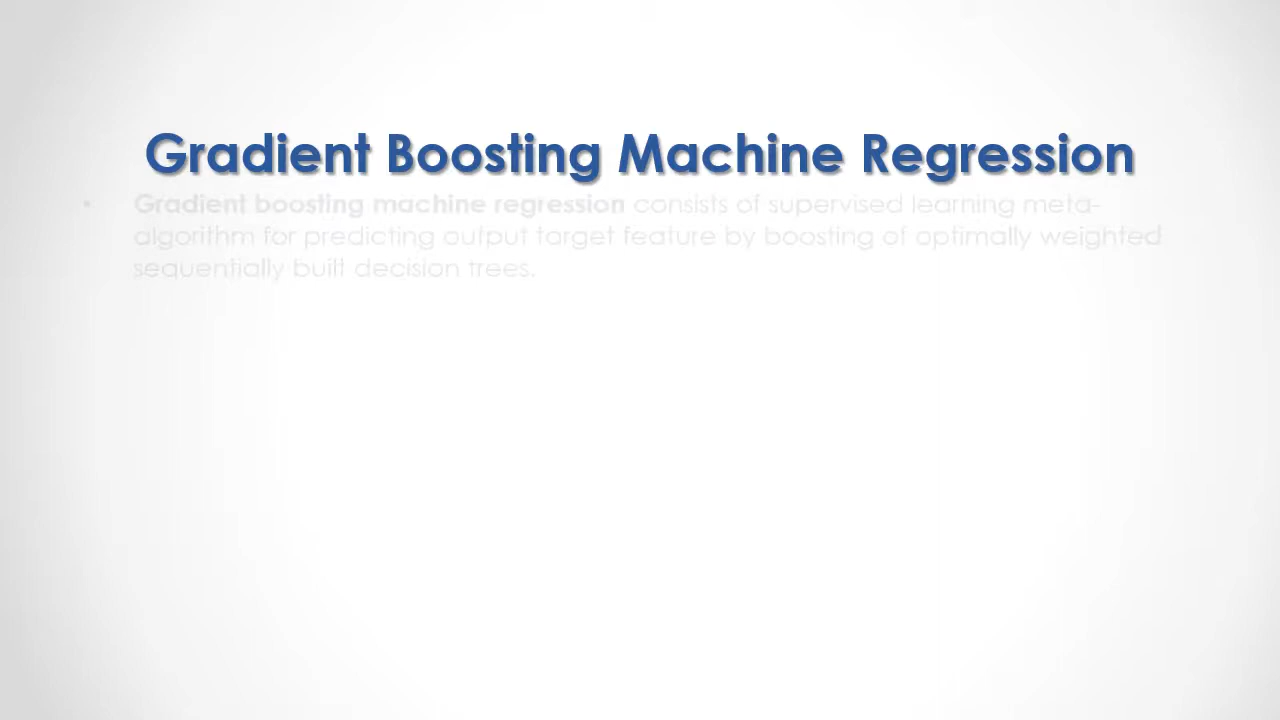 Gradient Boosting Machine Regression
• Gradient boosting machine regression consists of supervised learning meta-
algorithm for predicting output target feature by boosting of optimally weighted
sequentially built decision trees.